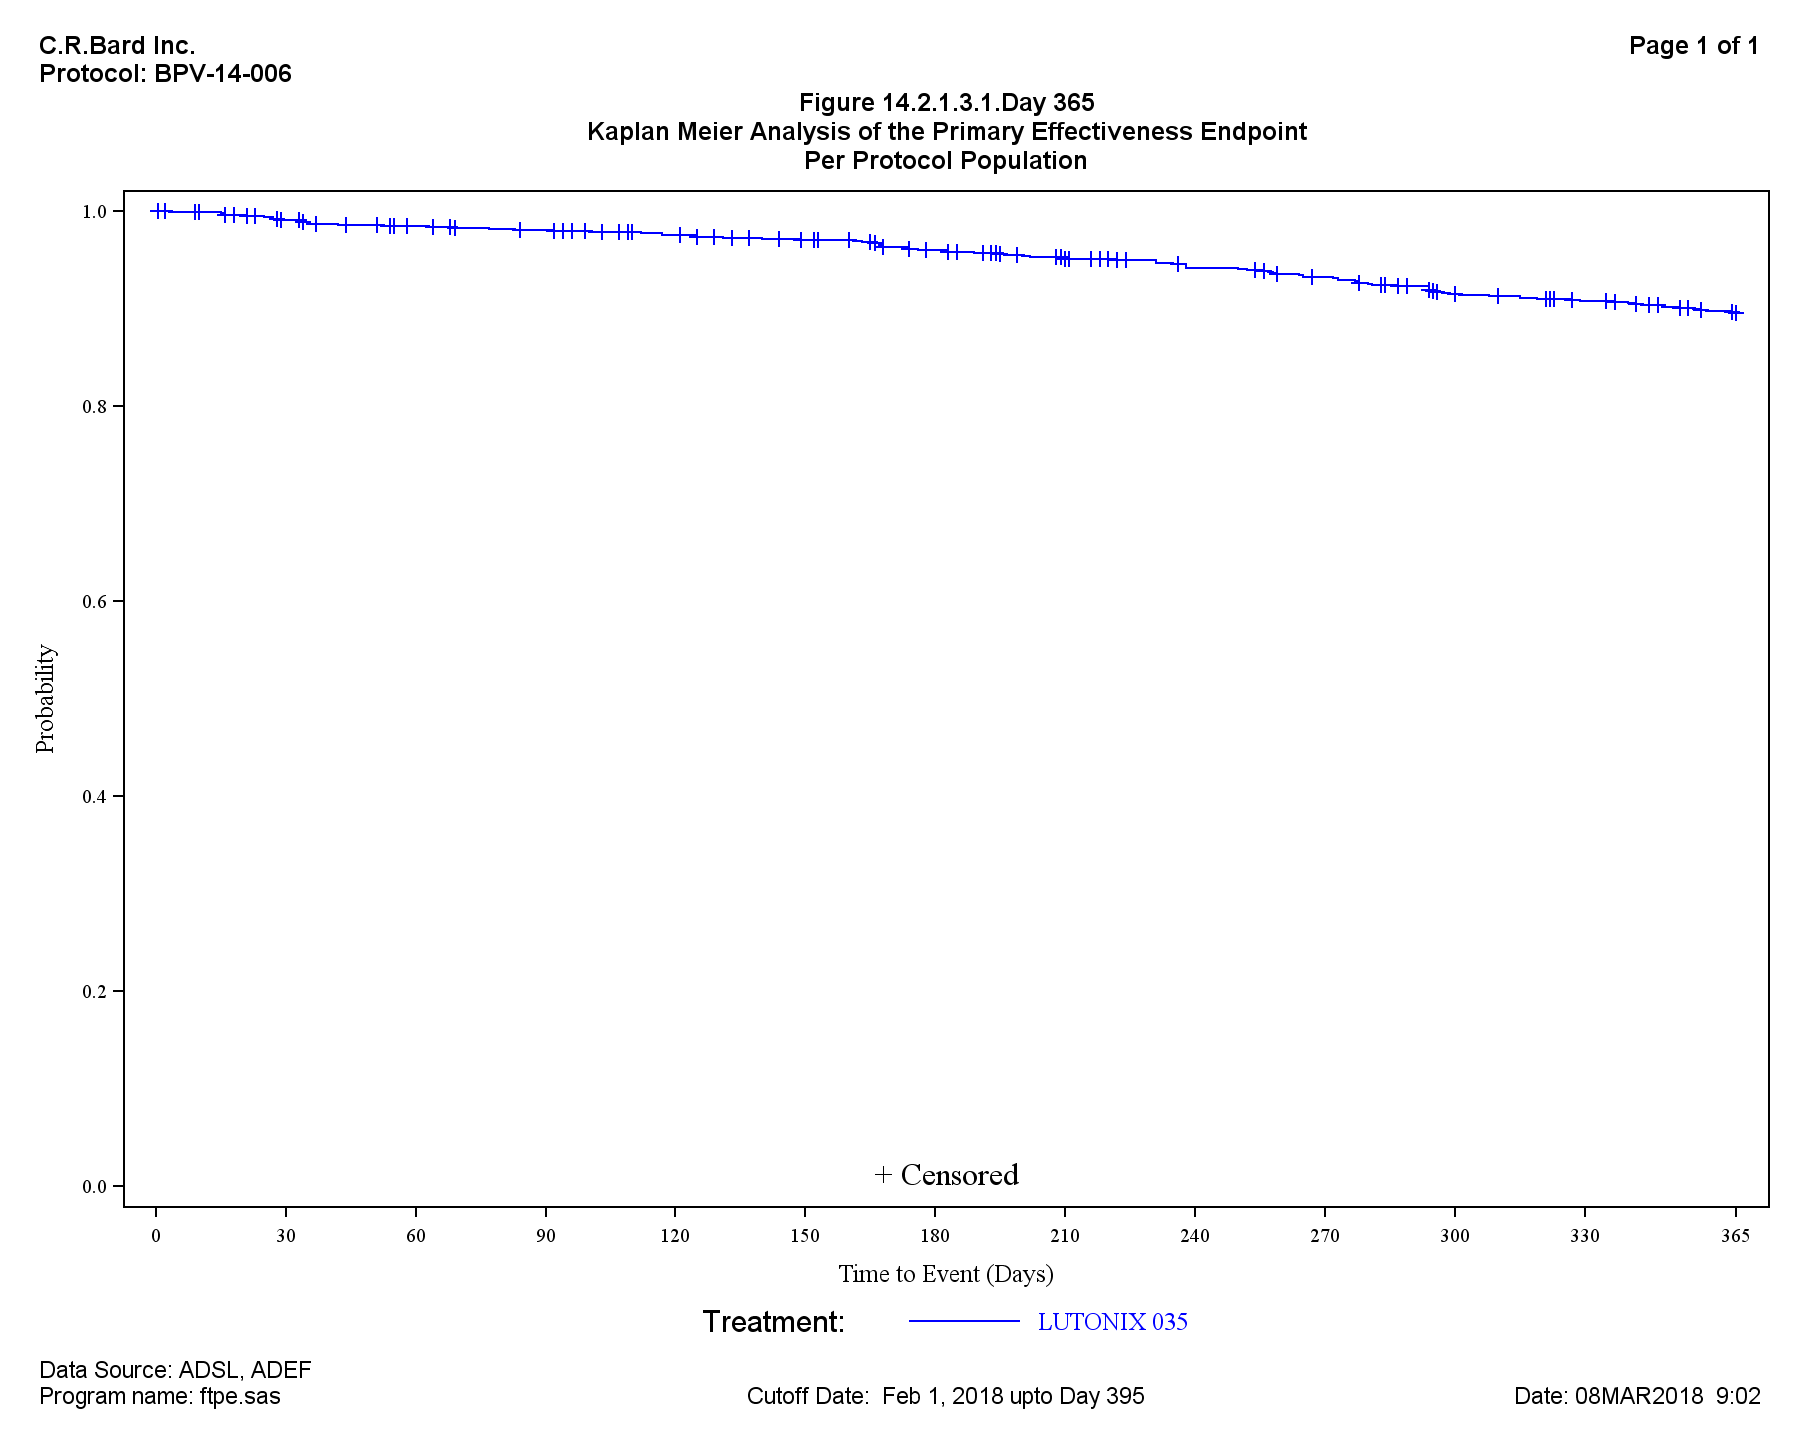 C.R.Bard Inc.
Page 1 of 1
Protocol: BPV-14-006
Figure 14.2.1.3.1.Day 365
Kaplan Meier Analysis of the Primary Effectiveness Endpoint
Per Protocol Population
1.0
0.8
0.6
0.4
0.2
0.0
Probability
+ Censored
0 30 60 90 120 150 180 210 240 270 300 330 365
Time to Event (Days)
Treatment: LUTONIX 035
Data Source: ADSL, ADEF
Program name: ftpe.sas
Cutoff Date:  Feb 1, 2018 upto Day 395
Date: 08MAR2018  9:02